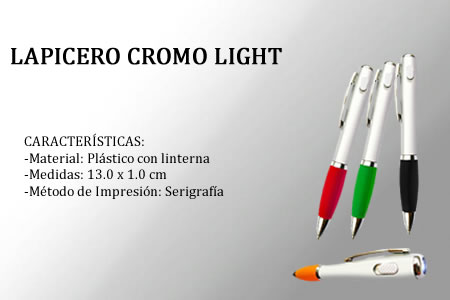 LAPICERO CROMO LIGHT
CARACTERÍSTICAS:
-Material: Plástico con linterna
-Medidas: 13.0 x 1.0 cm
-Método de Impresión: Serigrafía